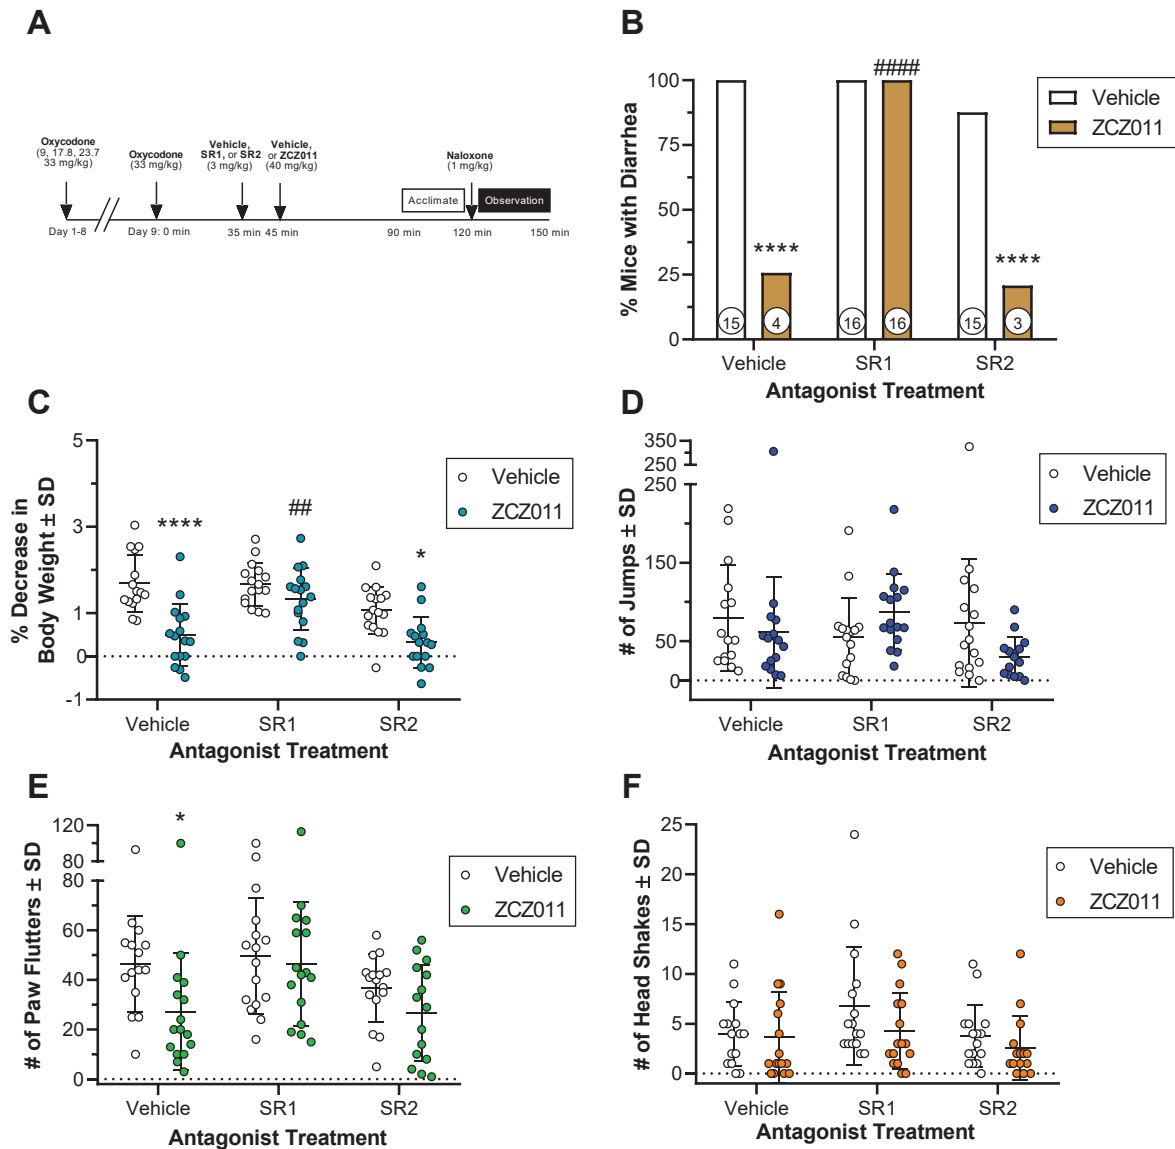 A
Oxycodone
(9, 17.8, 23.7
33 mg/kg)
Oxycodone
(33 mg/kg)
Vehicle,
SR1, or SR2
(3 mg/kg)
Vehicle,
or ZCZ011
(40 mg/kg)
Naloxone
(1 mg/kg)
Acclimate
Observation
Day 1-8
Day 9: 0 min
35 min
45 min
90 min
120 min
150 min
B
% Mice with Diarrhea
100
75
50
25
0
####
****
****
15
4
16
16
15
3
Vehicle
SR1
SR2
Antagonist Treatment
Vehicle
ZCZ011
C
% Decrease in
Body Weight ± SD
5
3
1
0
-1
****
##
*
Vehicle
SR1
SR2
Antagonist Treatment
Vehicle
ZCZ011
D
# of Jumps ± SD
350
250
250
150
50
0
Vehicle
SR1
SR2
Antagonist Treatment
Vehicle
ZCZ011
E
# of Paw Flutters ± SD
120
80
80
60
40
20
0
*
Vehicle
SR1
SR2
Antagonist Treatment
Vehicle
ZCZ011
F
# of Head Shakes ± SD
25
20
15
10
5
0
Vehicle
SR1
SR2
Antagonist Treatment
Vehicle
ZCZ011